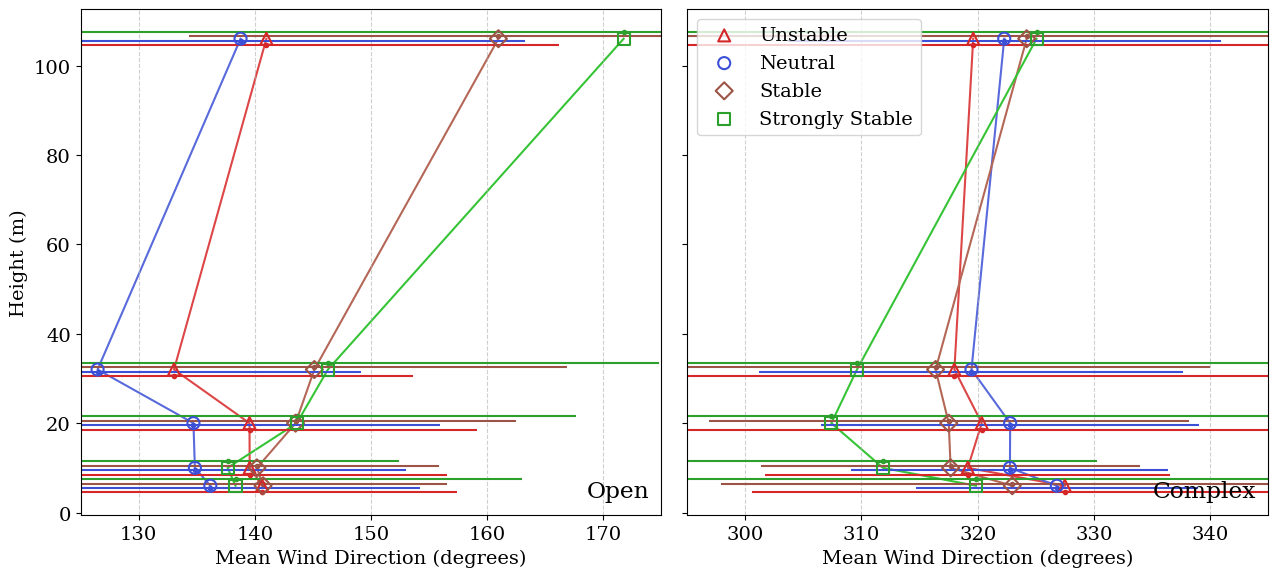 Height (m)
100
80
60
40
20
0
130
140
150
160
170
Mean Wind Direction (degrees)
Open
Unstable
Neutral
Stable
Strongly Stable
300
310
320
330
340
Mean Wind Direction (degrees)
Complex